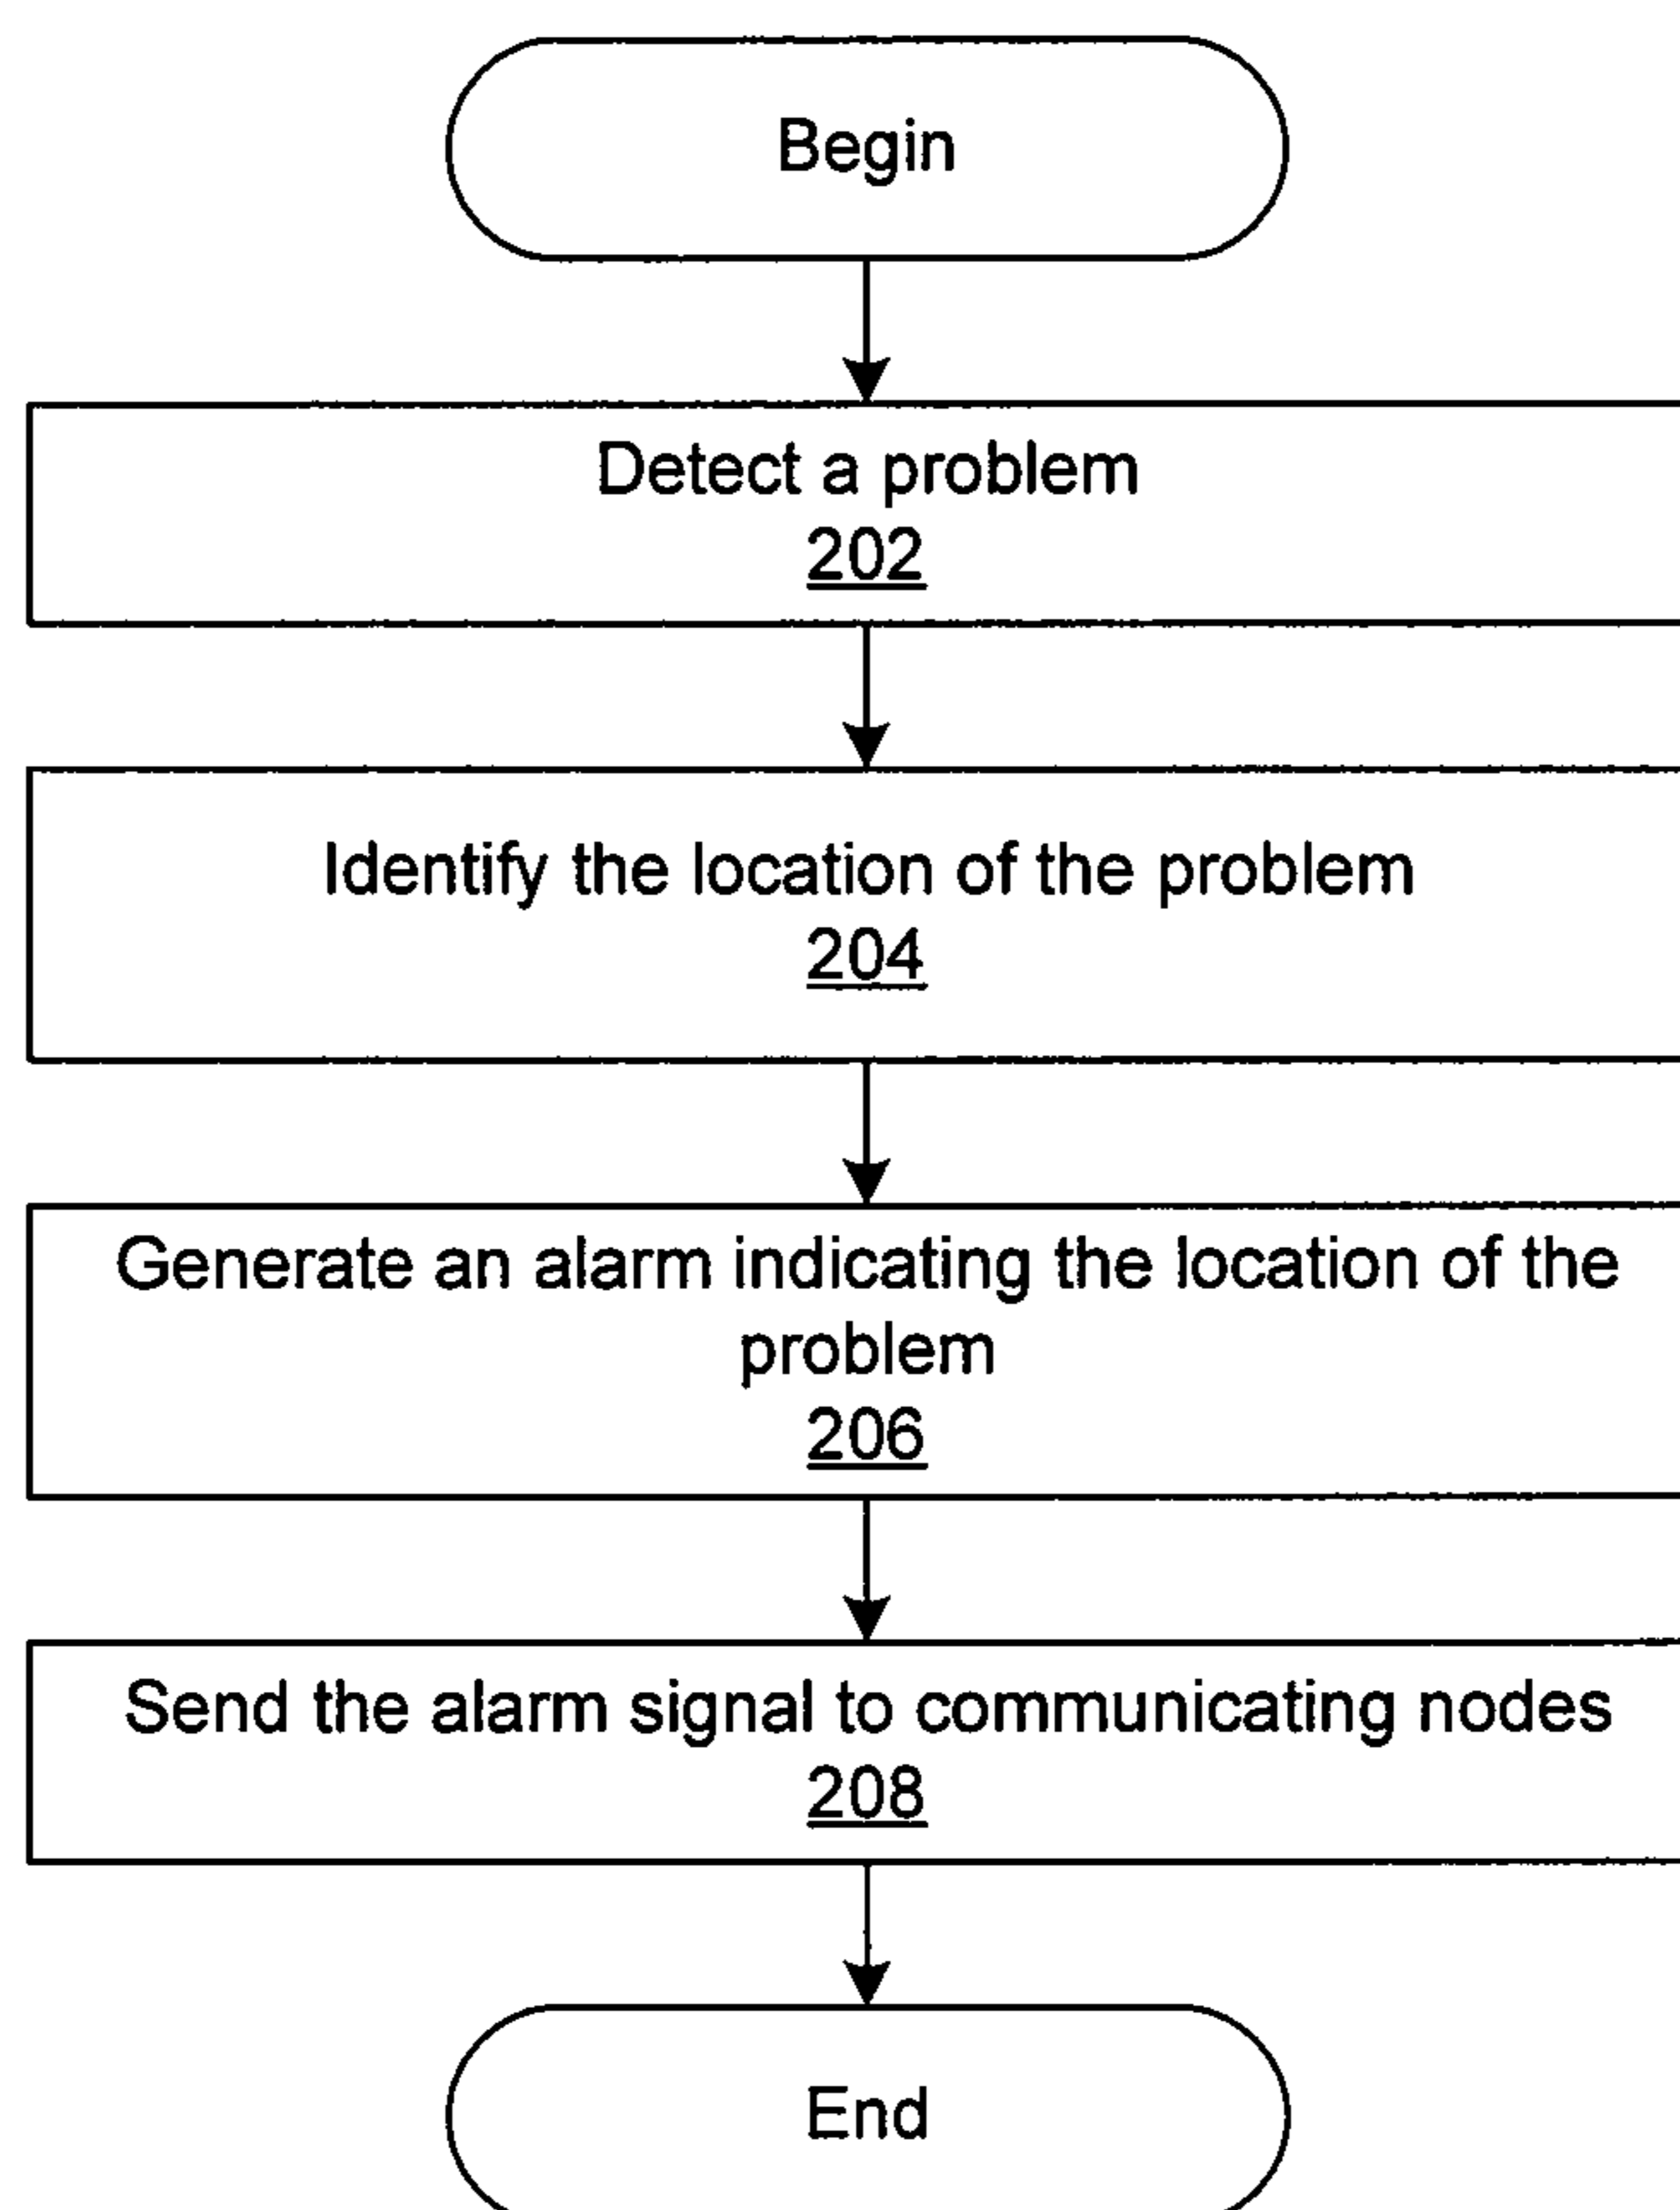 Begin
Detect a problem
202
Identify the location of the problem
204
Generate an alarm indicating the location of the
problem
206
Send the alarm signal to communicating nodes
208
End